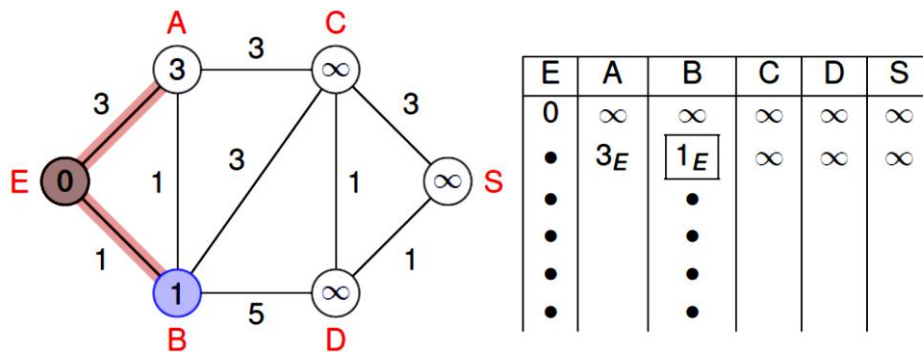 A C
3
3 ∞
3 3
3
E 0 1 1 ∞ S
1 1
1 5 ∞
B D
E A B C D S
0 ∞ ∞ ∞ ∞ ∞
• 3E 1E ∞ ∞ ∞
• •
• •
• •
• •